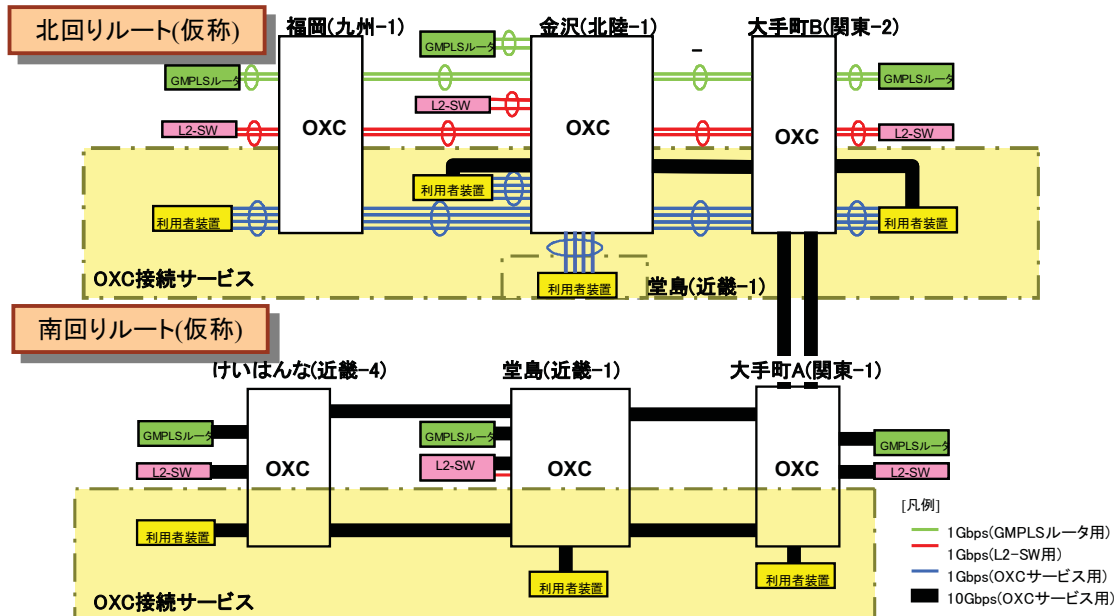 北回りルート(仮称)
福岡(九州-1)
金沢(北陸-1)
大手町B(関東-2)
GMPLSルータ
GMPLSルータ
GMPLSルータ
L2-SW
L2-SW
L2-SW
OXC
OXC
OXC
利用者装置
利用者装置
利用者装置
利用者装置
OXC接続サービス
堂島(近畿-1)
南回りルート(仮称)
けいはんな(近畿-4)
堂島(近畿-1)
大手町A(関東-1)
GMPLSルータ
GMPLSルータ
GMPLSルータ
L2-SW
L2-SW
L2-SW
OXC
OXC
OXC
利用者装置
利用者装置
利用者装置
OXC接続サービス
[凡例]
1Gbps(GMPLSルータ用)
1Gbps(L2-SW用)
1Gbps(OXCサービス用)
10Gbps(OXCサービス用)